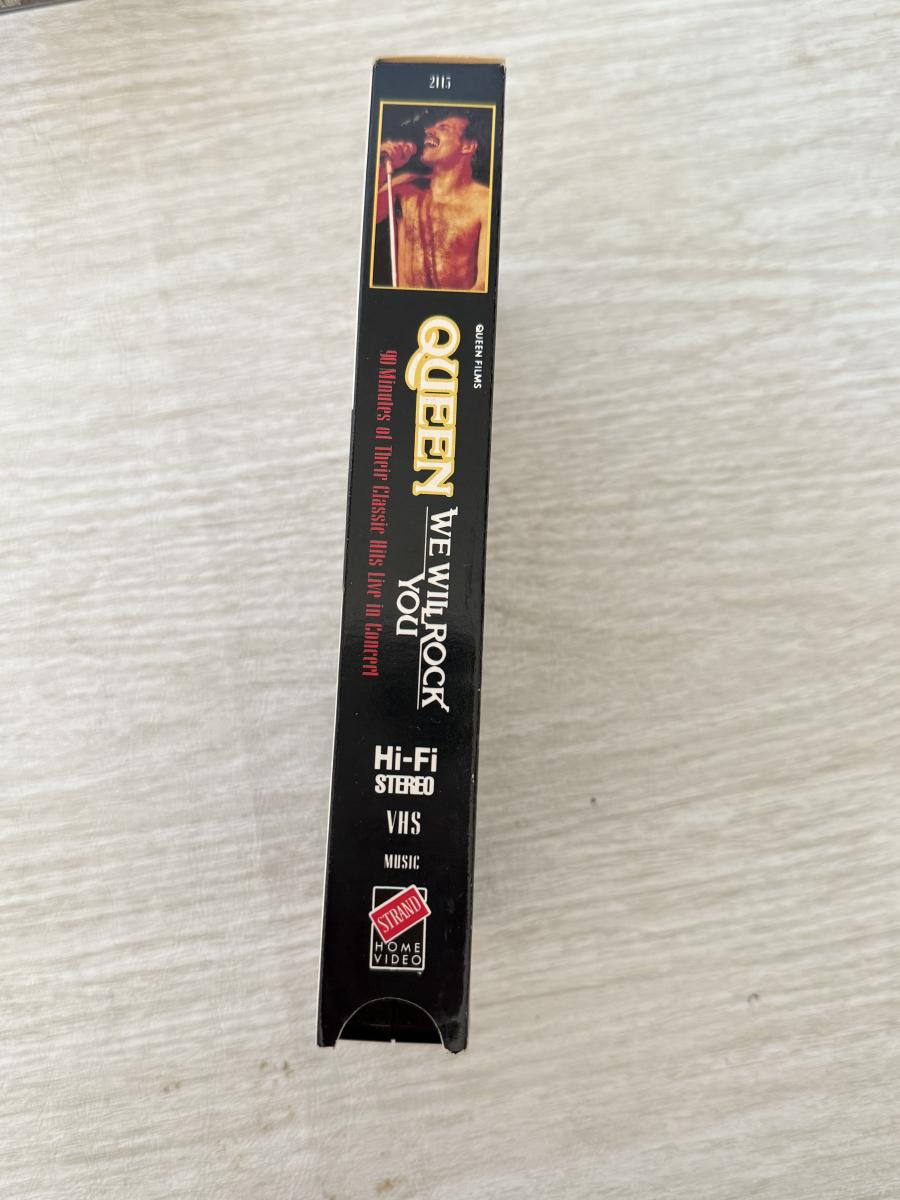 2115
QUEEN FILMS
QUEEN WE WILL ROCK
YOU
90 Minutes of Their Classic Hits Live in Concert
Hi-Fi
STEREO
VHS
MUSIC
STRAND
HOME
VIDEO